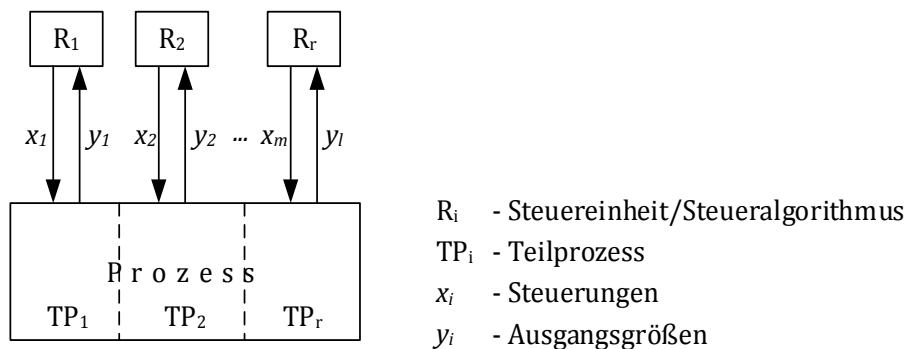 R₁ R₂ Rᵣ
x₁ y₁ x₂ y₂ ... xₘ yₗ
Prozess
TP₁ TP₂ TPᵣ
Rᵢ - Steuereinheit/Steueralgorithmus
TPᵢ - Teilprozess
xᵢ - Steuerungen
yᵢ - Ausgangsgrößen